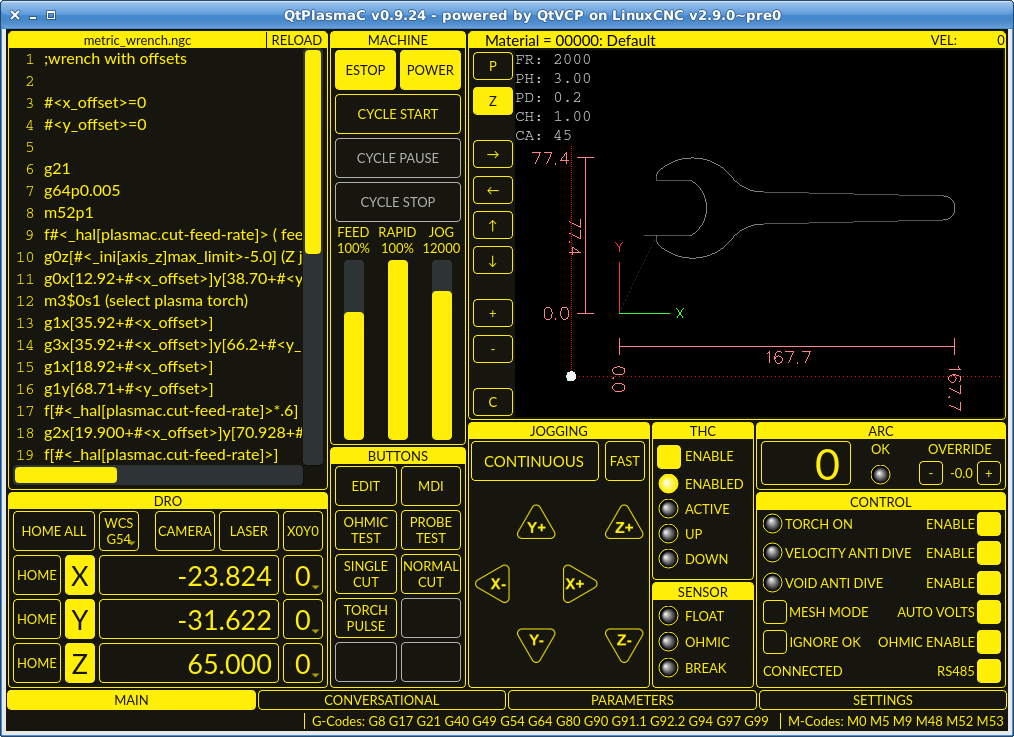 QtPlasmaC v0.9.24 - powered by QtVCP on LinuxCNC v2.9.0~pre0
metric_wrench.ngc RELOAD
1 ;wrench with offsets
2
3 #<x_offset>=0
4 #<y_offset>=0
5
6 g21
7 g64p0.005
8 m52p1
9 f#<_hal[plasmac.cut-feed-rate]> ( fee
10 g0z[#<_ini[axis_z]max_limit>-5.0] (Z j
11 g0x[12.92+#<x_offset>]y[38.70+#<y
12 m3$0s1 (select plasma torch)
13 g1x[35.92+#<x_offset>]
14 g3x[35.92+#<x_offset>]y[66.2+#<y_
15 g1x[18.92+#<x_offset>]
16 g1y[68.71+#<y_offset>]
17 f[#<_hal[plasmac.cut-feed-rate]>*.6]
18 g2x[19.900+#<x_offset>]y[70.928+#
19 f[#<_hal[plasmac.cut-feed-rate]>]
MACHINE
ESTOP POWER
CYCLE START
CYCLE PAUSE
CYCLE STOP
FEED RAPID JOG
100% 100% 12000
Material = 00000: Default VEL: 0
P
Z
→
←
↑
↓
+
-
C
FR: 2000
PH: 3.00
PD: 0.2
CH: 1.00
CA: 45
77.4
77.4
0.0
Y
X
167.7
0.0
167.7
DRO
HOME ALL WCS G54 CAMERA LASER X0Y0
HOME X -23.824 0
HOME Y -31.622 0
HOME Z 65.000 0
BUTTONS
EDIT MDI
OHMIC TEST PROBE TEST
SINGLE CUT NORMAL CUT
TORCH PULSE
JOGGING
CONTINUOUS FAST
Y+ Z+
X- X+
Y- Z-
THC
ENABLE
ENABLED
ACTIVE
UP
DOWN
SENSOR
FLOAT
OHMIC
BREAK
ARC
0 OK OVERRIDE
- -0.0 +
CONTROL
TORCH ON ENABLE
VELOCITY ANTI DIVE ENABLE
VOID ANTI DIVE ENABLE
MESH MODE AUTO VOLTS
IGNORE OK OHMIC ENABLE
CONNECTED RS485
MAIN CONVERSATIONAL PARAMETERS SETTINGS
G-Codes: G8 G17 G21 G40 G49 G54 G64 G80 G90 G91.1 G92.2 G94 G97 G99 M-Codes: M0 M5 M9 M48 M52 M53